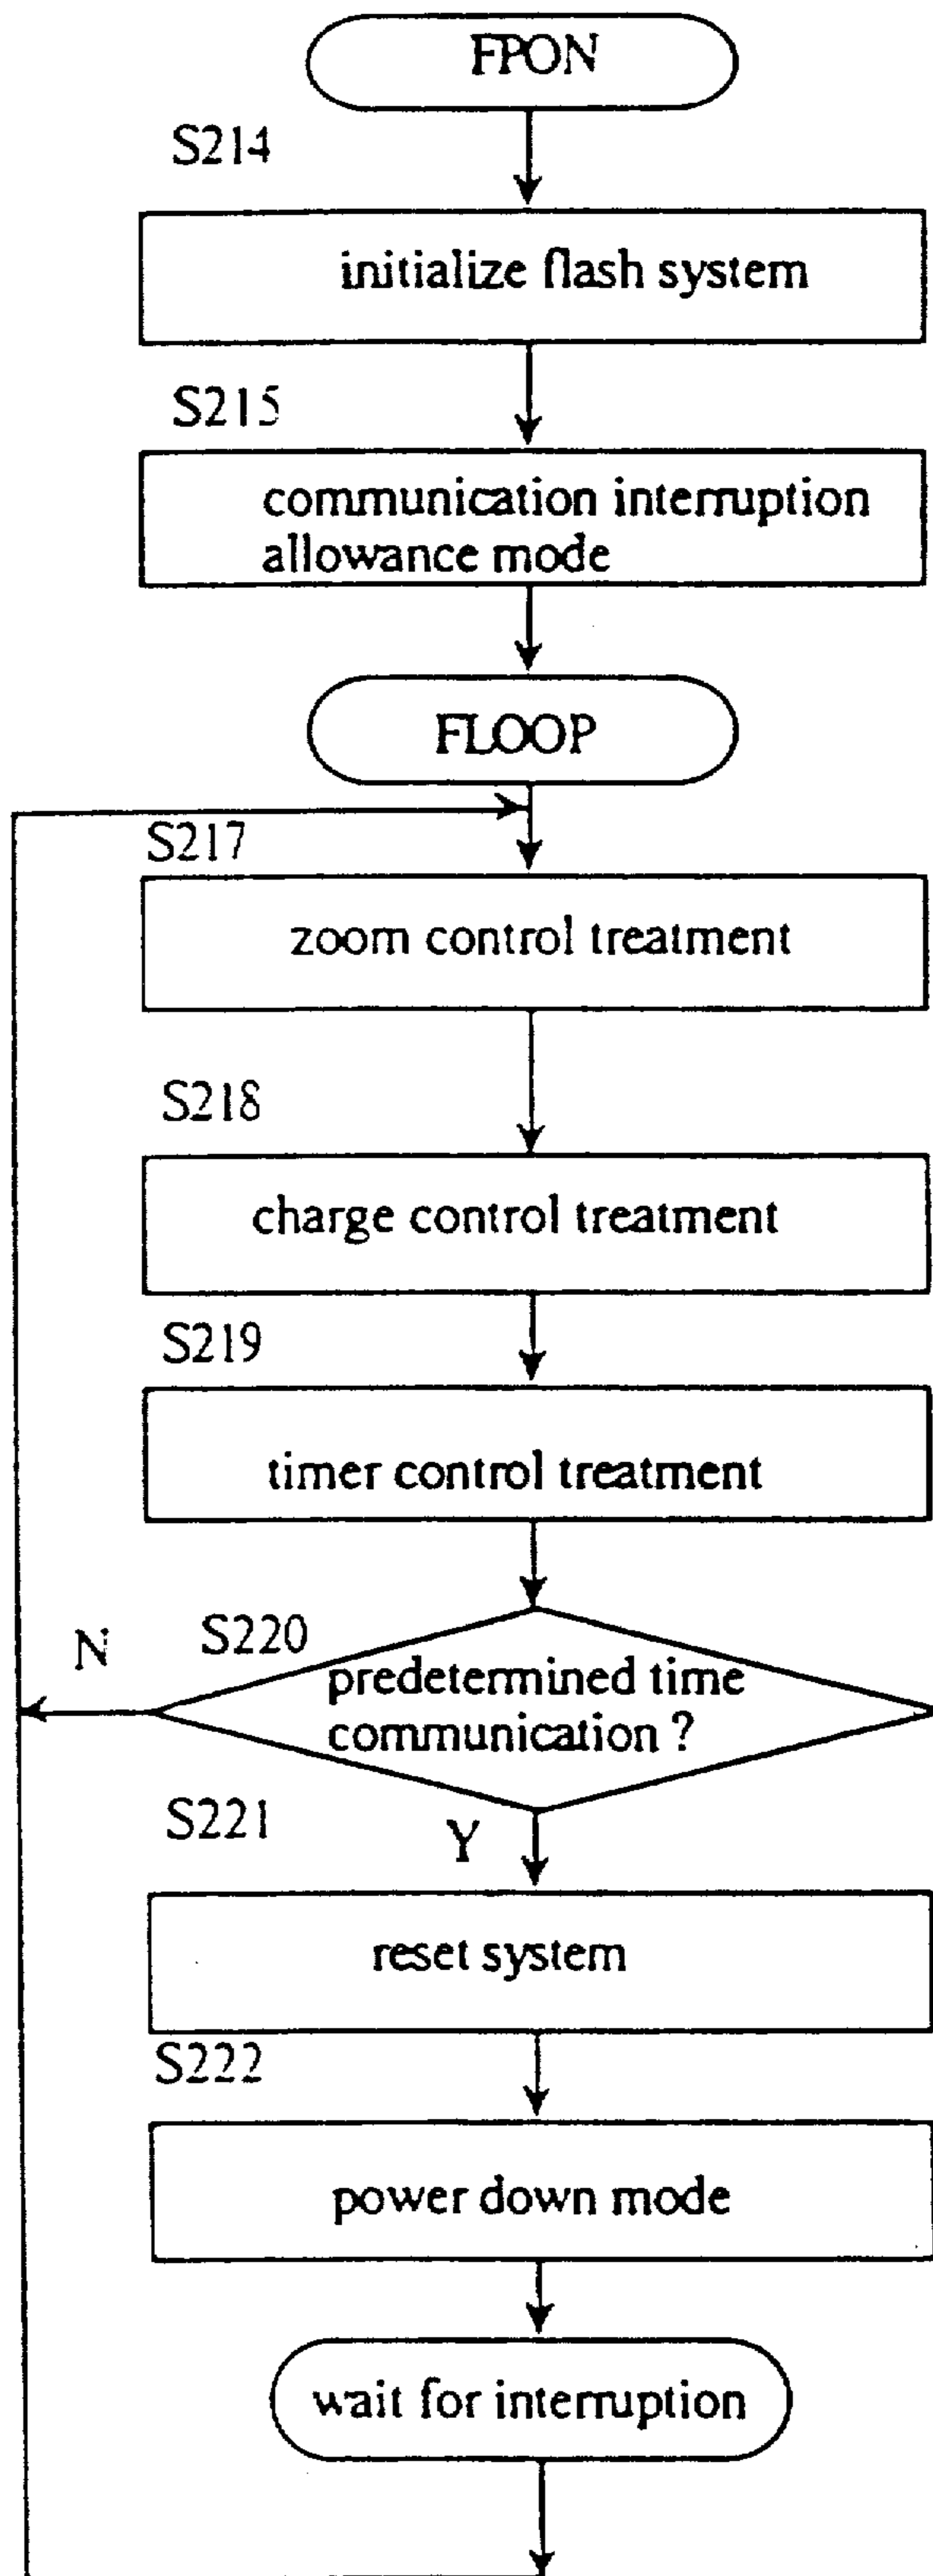 FPON
S214
initialize flash system
S215
communication interruption
allowance mode
FLOOP
S217
zoom control treatment
S218
charge control treatment
S219
timer control treatment
S220
N
predetermined time
communication ?
S221
Y
reset system
S222
power down mode
wait for interruption